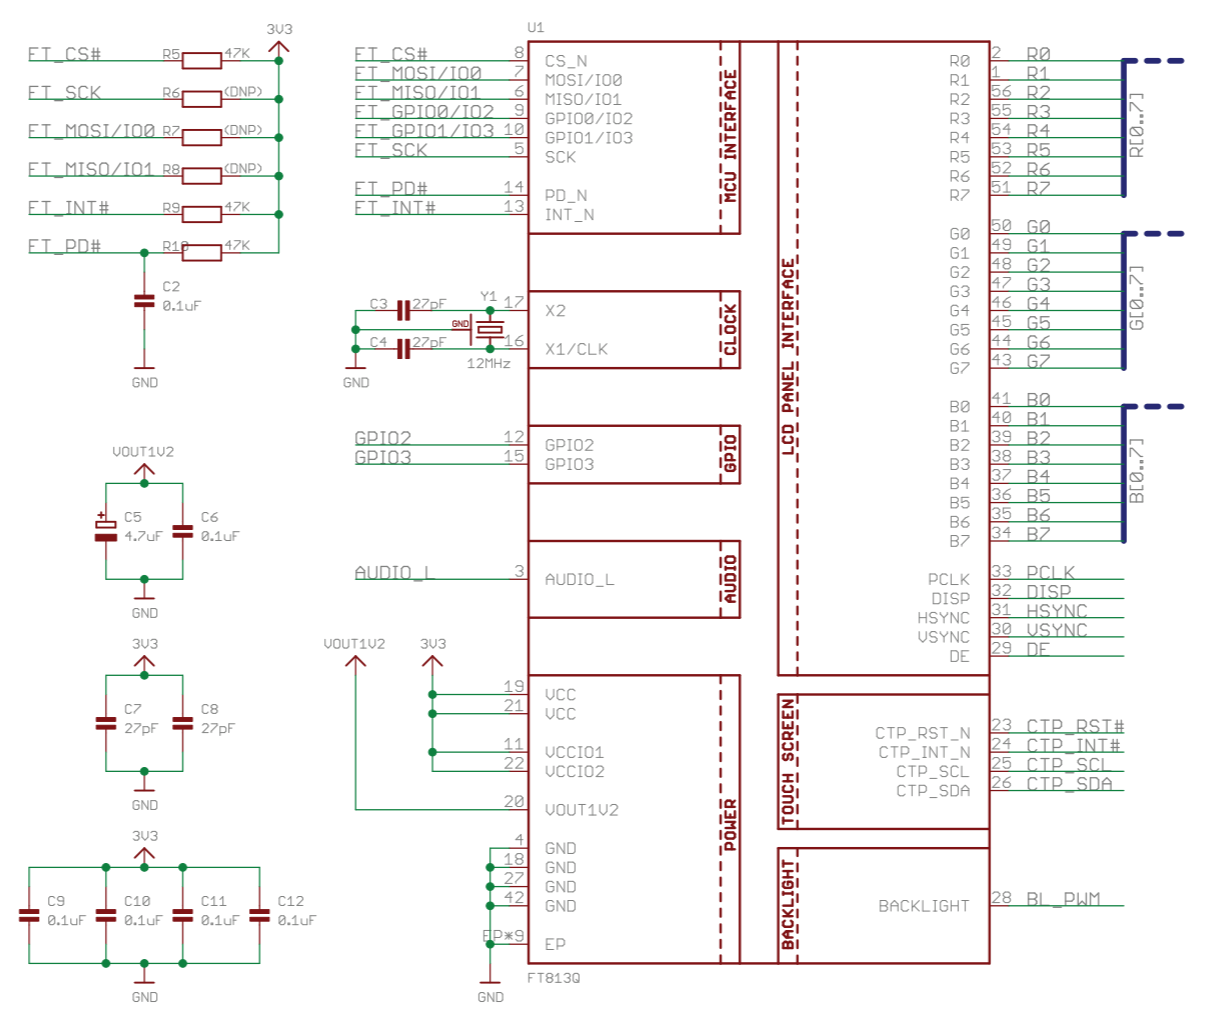 3V3
FT_CS# R5 47K
FT_SCK R6 (DNP)
FT_MOSI/IO0 R7 (DNP)
FT_MISO/IO1 R8 (DNP)
FT_INT# R9 47K
FT_PD# R10 47K
C2
0.1uF
GND
VOUT1V2
C5
4.7uF
C6
0.1uF
GND
3V3
C7
27pF
C8
27pF
GND
3V3
C9
0.1uF
C10
0.1uF
C11
0.1uF
C12
0.1uF
GND
U1
FT_CS# 8 CS_N
FT_MOSI/IO0 7 MOSI/IO0
FT_MISO/IO1 6 MISO/IO1
FT_GPIO0/IO2 9 GPIO0/IO2
FT_GPIO1/IO3 10 GPIO1/IO3
FT_SCK 5 SCK
FT_PD# 14 PD_N
FT_INT# 13 INT_N
MCU INTERFACE
C3 27pF Y1 17 X2
GND
C4 27pF 16 X1/CLK
12MHz
GND
CLOCK
GPIO2 12 GPIO2
GPIO3 15 GPIO3
GPIO
AUDIO_L 3 AUDIO_L
AUDIO
VOUT1V2
3V3
19 VCC
21 VCC
11 VCCIO1
22 VCCIO2
20 VOUT1V2
4 GND
18 GND
27 GND
42 GND
EP*9 EP
GND
POWER
FT813Q
LCD PANEL INTERFACE
R0 2 R0
R1 1 R1
R2 56 R2
R3 55 R3
R4 54 R4
R5 53 R5
R6 52 R6
R7 51 R7
R[0..7]
G0 50 G0
G1 49 G1
G2 48 G2
G3 47 G3
G4 46 G4
G5 45 G5
G6 44 G6
G7 43 G7
G[0..7]
B0 41 B0
B1 40 B1
B2 39 B2
B3 38 B3
B4 37 B4
B5 36 B5
B6 35 B6
B7 34 B7
B[0..7]
PCLK 33 PCLK
DISP 32 DISP
HSYNC 31 HSYNC
VSYNC 30 VSYNC
DE 29 DE
TOUCH SCREEN
CTP_RST_N 23 CTP_RST#
CTP_INT_N 24 CTP_INT#
CTP_SCL 25 CTP_SCL
CTP_SDA 26 CTP_SDA
BACKLIGHT
BACKLIGHT 28 BL_PWM